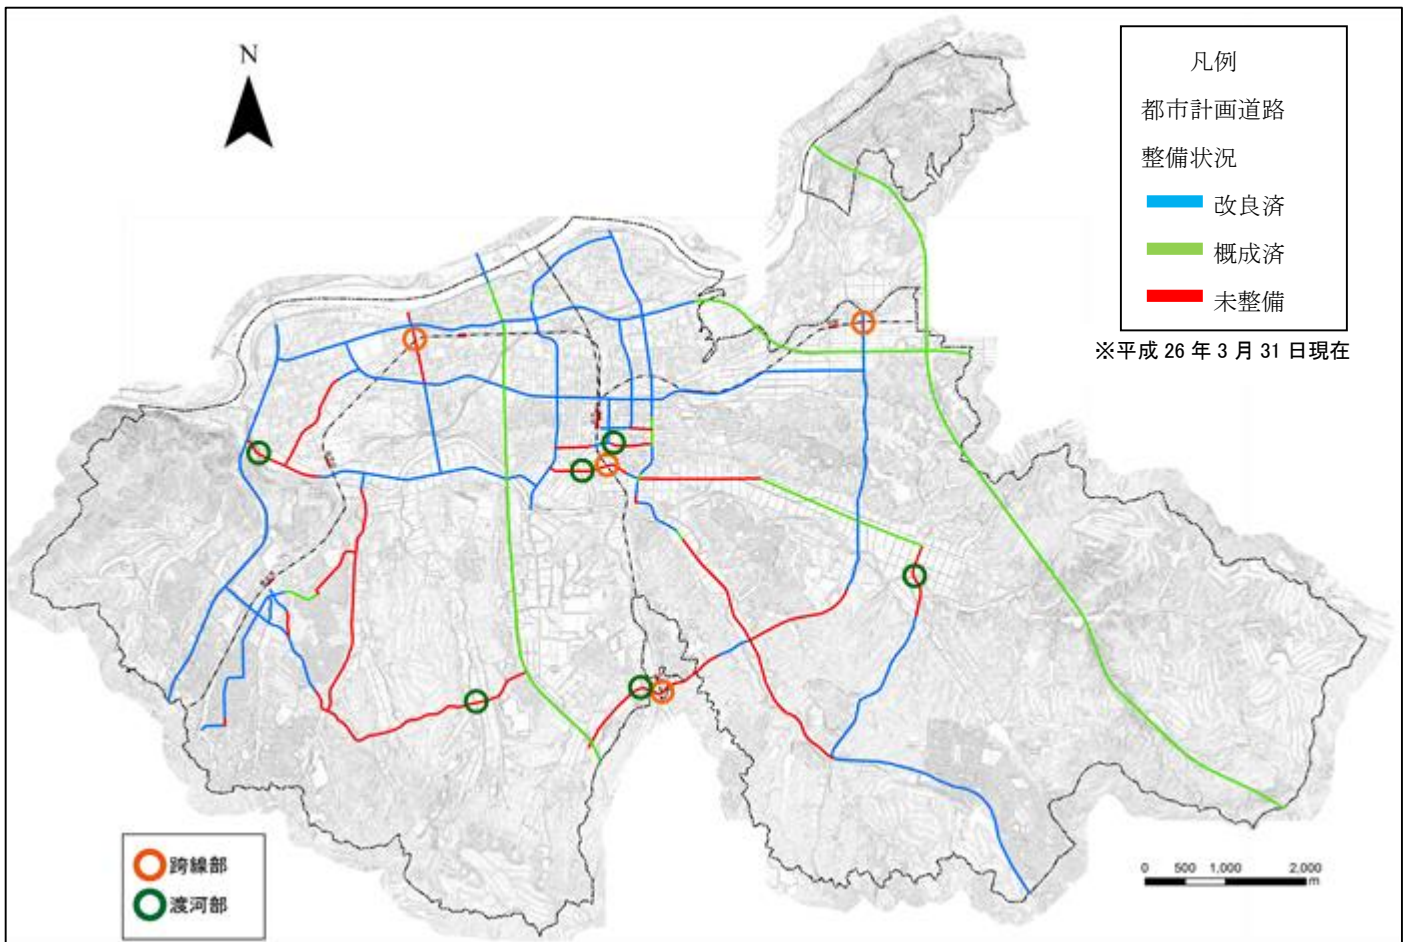 N
凡例
都市計画道路
整備状況
改良済
概成済
未整備
※平成 26 年 3 月 31 日現在
跨線部
渡河部
0 500 1,000 2,000
m